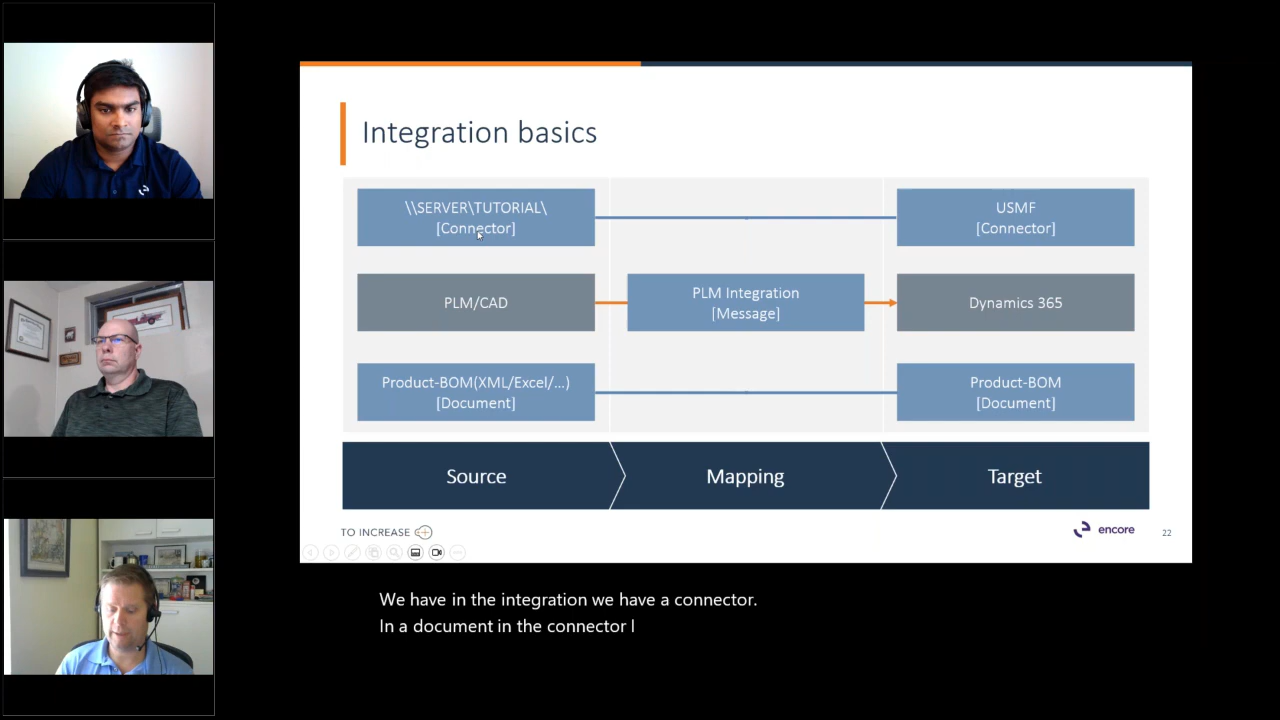 Integration basics
\\SERVER\TUTORIAL\
[Connector]
USMF
[Connector]
PLM/CAD
PLM Integration
[Message]
Dynamics 365
Product-BOM(XML/Excel/...)
[Document]
Product-BOM
[Document]
Source
Mapping
Target
TO INCREASE
encore
22
We have in the integration we have a connector.
In a document in the connector I